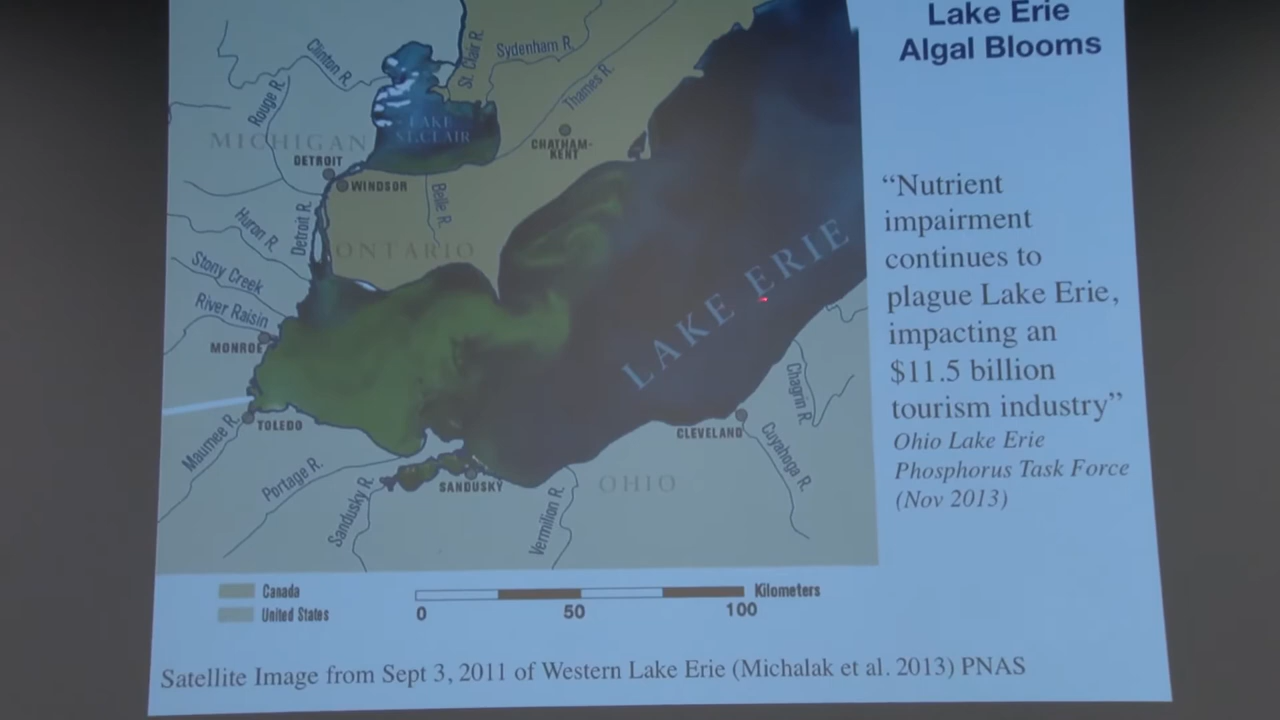 Lake Erie
Algal Blooms
Clinton R.
St. Clair R.
Sydenham R.
Thames R.
Rouge R.
LAKE
ST. CLAIR
MICHIGAN
DETROIT
WINDSOR
CHATHAM-
KENT
Belle R.
Detroit R.
Huron R.
ONTARIO
Stony Creek
River Raisin
MONROE
LAKE ERIE
TOLEDO
Maumee R.
Portage R.
Sandusky R.
SANDUSKY
Vermilion R.
OHIO
CLEVELAND
Cuyahoga R.
Chagrin R.
“Nutrient
impairment
continues to
plague Lake Erie,
impacting an
$11.5 billion
tourism industry”
Ohio Lake Erie
Phosphorus Task Force
(Nov 2013)
Canada
United States
0 50 100 Kilometers
Satellite Image from Sept 3, 2011 of Western Lake Erie (Michalak et al. 2013) PNAS